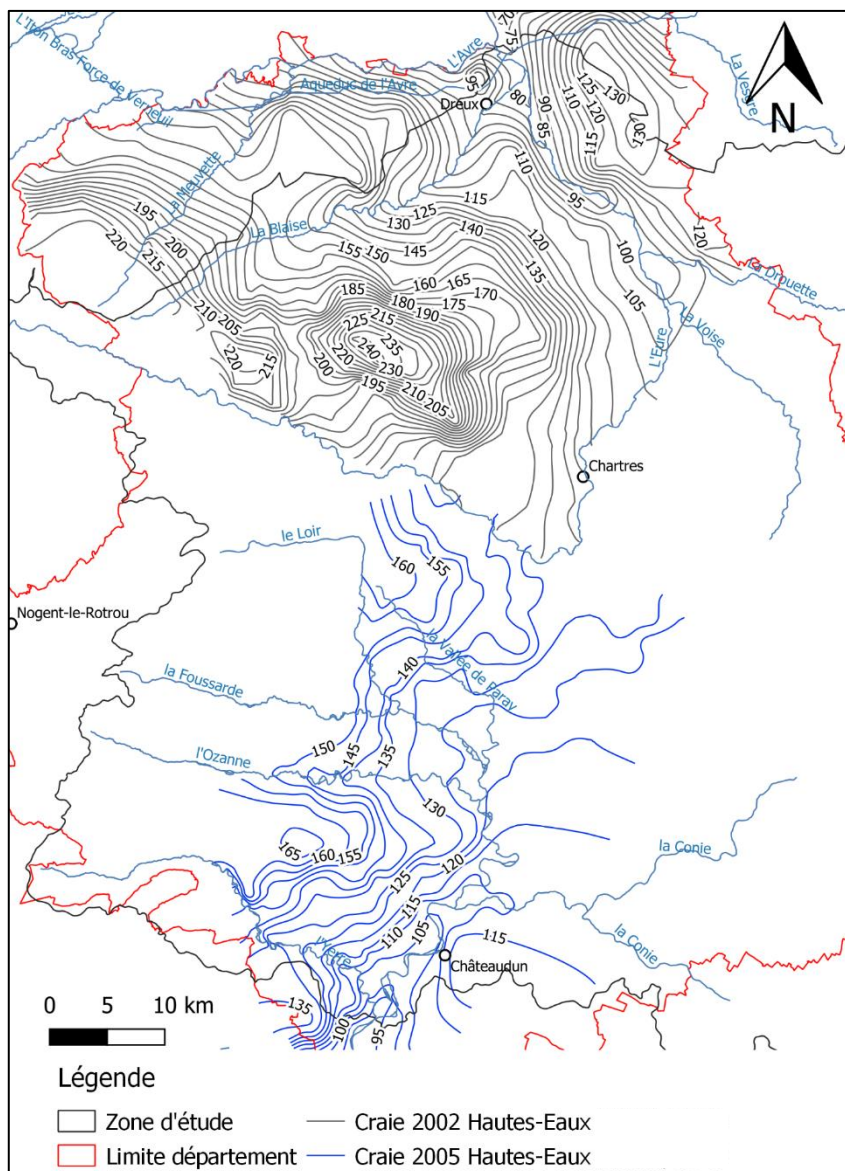 L'Iton Bras Forcé de Verneuil
L'Avre
Aqueduc de l'Avre
70
75
95
Dreux
80
La Vesgre
N
125
130
110
120
90
85
115
130
110
95
La Meuvette
195
200
220
215
210
205
La Blaise
115
125
130
140
120
155
150
145
135
100
120
La Drouette
105
La Voise
L'Eure
185
160
165
180
170
175
190
225
215
235
240
220
230
200
195
210
205
220
215
Chartres
le Loir
155
160
Nogent-le-Rotrou
la Vallée de Paray
140
la Foussarde
150
145
135
l'Ozanne
130
165
160
155
120
la Conie
125
115
110
105
115
la Conie
l'Yerre
Châteaudun
135
100
95
0 5 10 km
Légende
Zone d'étude
Craie 2002 Hautes-Eaux
Limite département
Craie 2005 Hautes-Eaux